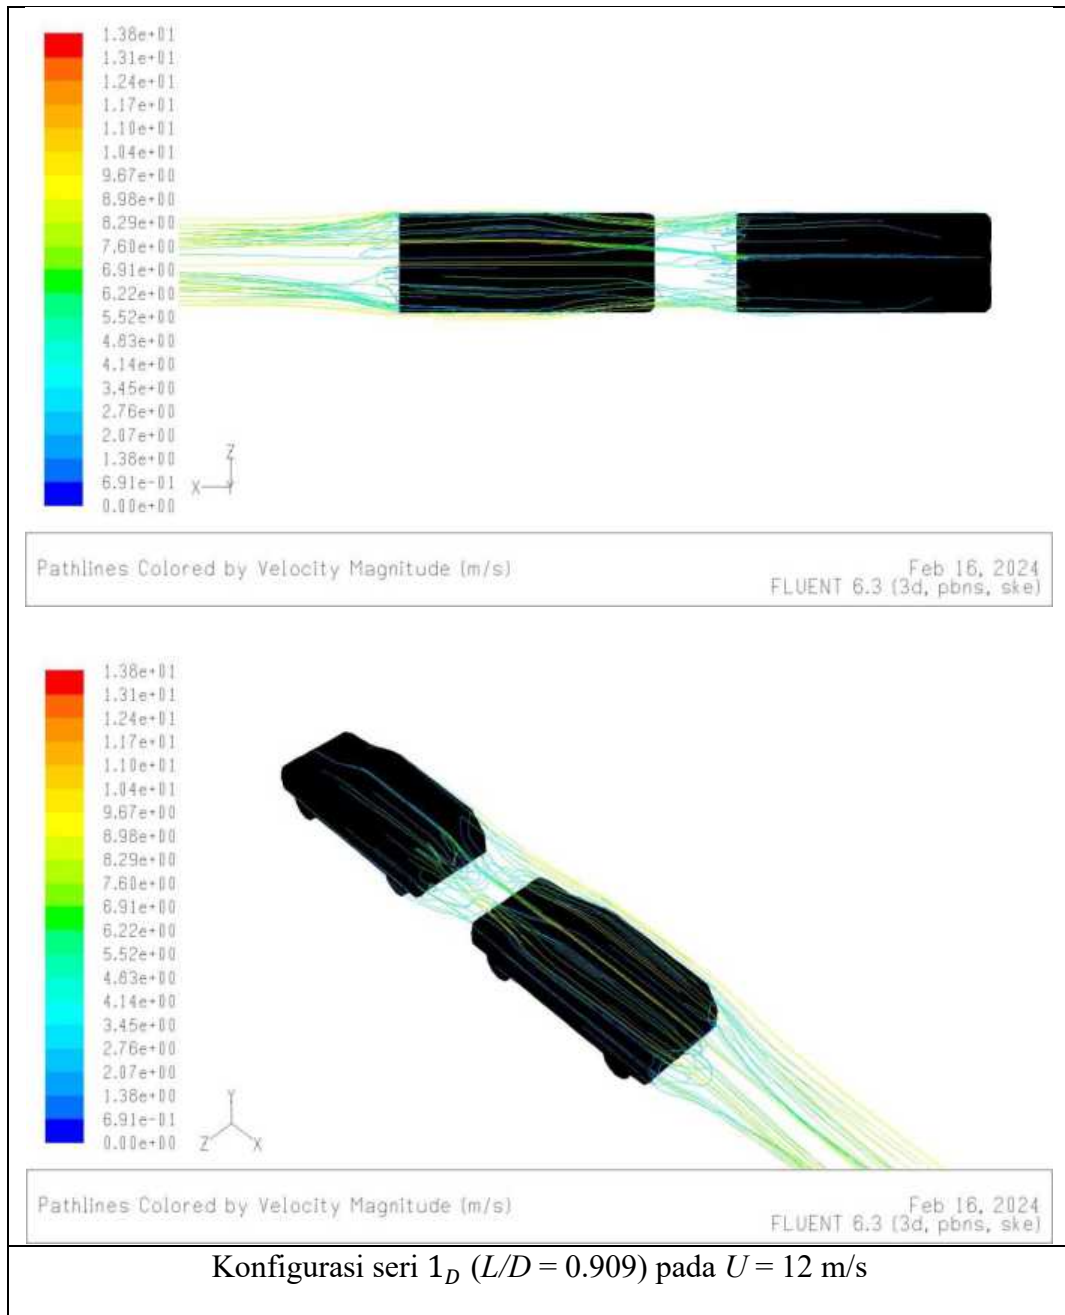 1.38e+01
1.31e+01
1.24e+01
1.17e+01
1.10e+01
1.04e+01
9.67e+00
8.98e+00
8.29e+00
7.60e+00
6.91e+00
6.22e+00
5.52e+00
4.83e+00
4.14e+00
3.45e+00
2.76e+00
2.07e+00
1.38e+00
6.91e-01
0.00e+00
Z
X Y
Pathlines Colored by Velocity Magnitude (m/s)
Feb 16, 2024
FLUENT 6.3 (3d, pbns, ske)
1.38e+01
1.31e+01
1.24e+01
1.17e+01
1.10e+01
1.04e+01
9.67e+00
8.98e+00
8.29e+00
7.60e+00
6.91e+00
6.22e+00
5.52e+00
4.83e+00
4.14e+00
3.45e+00
2.76e+00
2.07e+00
1.38e+00
6.91e-01
0.00e+00
Y
Z X
Pathlines Colored by Velocity Magnitude (m/s)
Feb 16, 2024
FLUENT 6.3 (3d, pbns, ske)
Konfigurasi seri 1_D (L/D = 0.909) pada U = 12 m/s